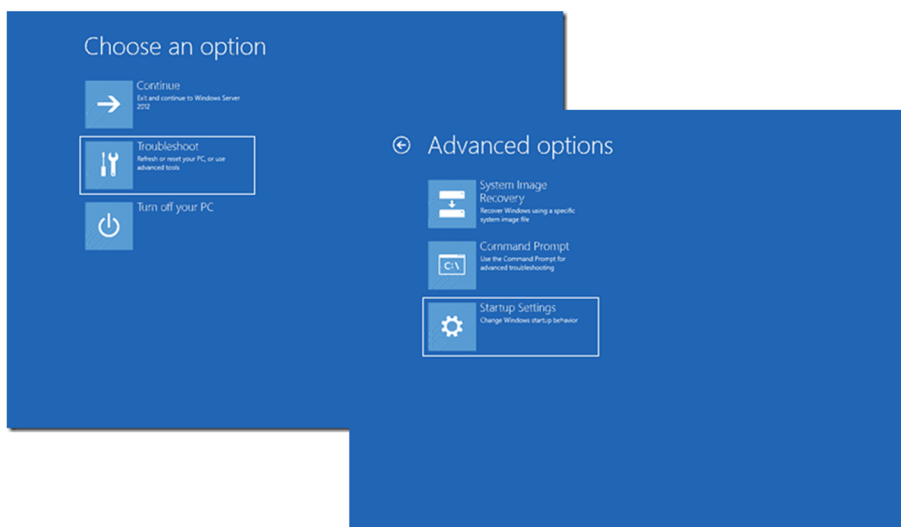 Choose an option
Continue
Exit and continue to Windows Server
2012
Troubleshoot
Refresh or reset your PC, or use
advanced tools
Turn off your PC
Advanced options
System Image
Recovery
Recover Windows using a specific
system image file
Command Prompt
Use the Command Prompt for
advanced troubleshooting
C:\
Startup Settings
Change Windows startup behavior